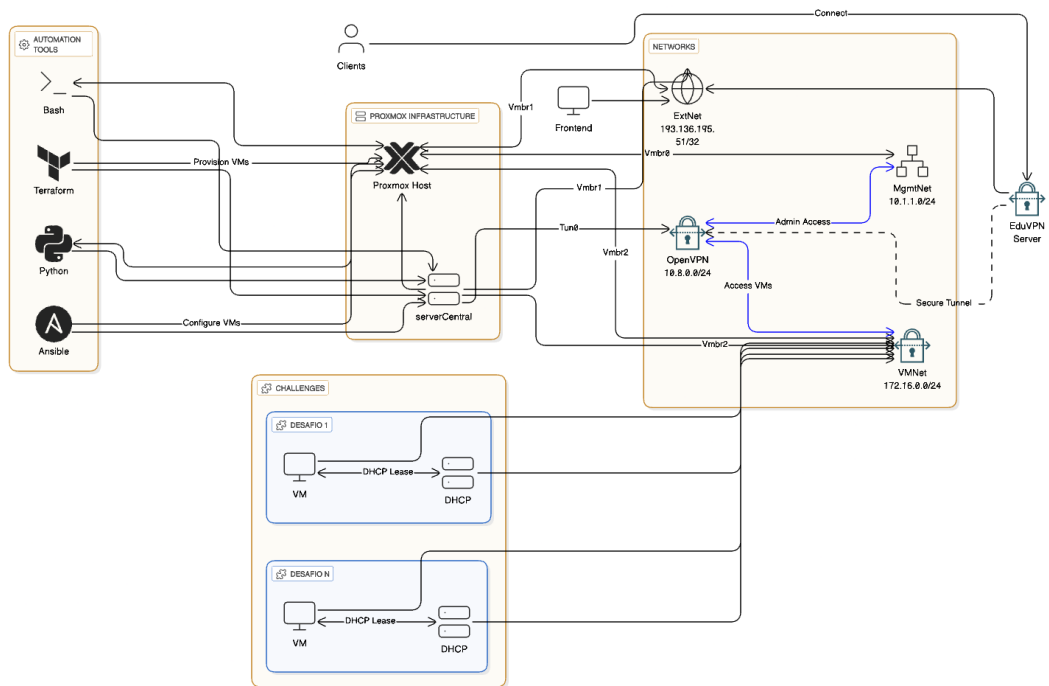 Connect
AUTOMATION
TOOLS
Bash
Terraform
Python
Ansible
Clients
Provision VMs
Configure VMs
PROXMOX INFRASTRUCTURE
Proxmox Host
serverCentral
Vmbr1
Frontend
Vmbr0
Vmbr1
Tun0
Vmbr2
Vmbr2
NETWORKS
ExtNet
193.136.195.
51/32
MgmtNet
10.1.1.0/24
Admin Access
OpenVPN
10.8.0.0/24
Access VMs
Secure Tunnel
VMNet
172.16.0.0/24
EduVPN
Server
CHALLENGES
DESAFIO 1
VM
DHCP Lease
DHCP
DESAFIO N
VM
DHCP Lease
DHCP